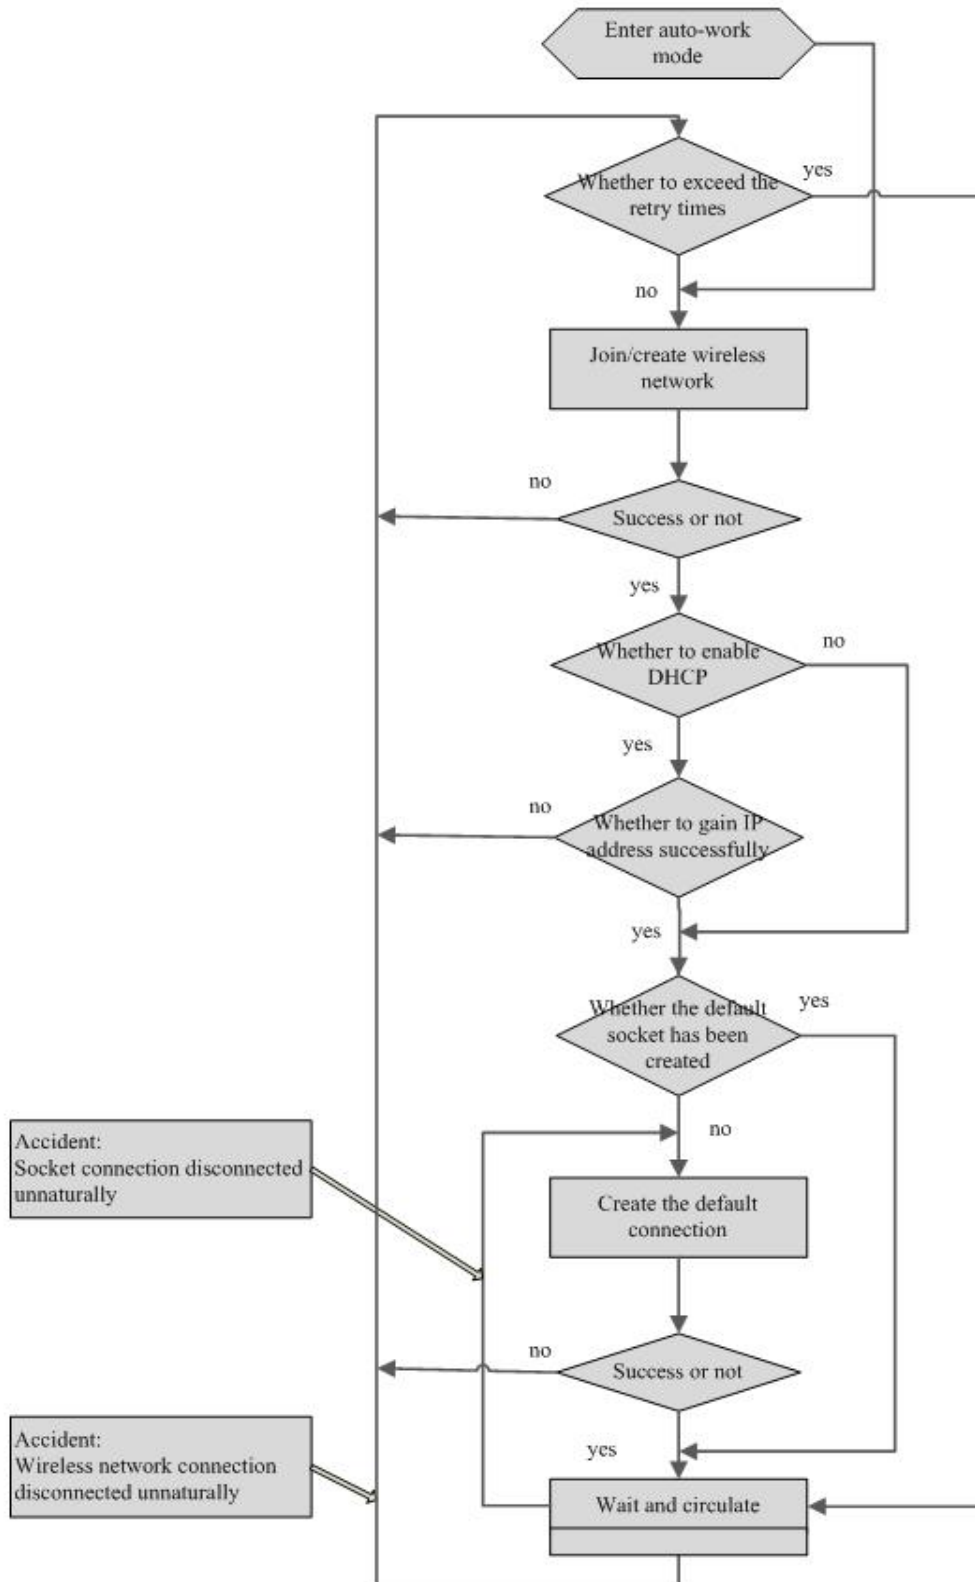 Enter auto-work
mode
Whether to exceed the
retry times
yes
no
Join/create wireless
network
no
Success or not
yes
Whether to enable
DHCP
no
yes
no
Whether to gain IP
address successfully
yes
Whether the default
socket has been
created
yes
no
Accident:
Socket connection disconnected
unnaturally
Create the default
connection
no
Success or not
yes
Accident:
Wireless network connection
disconnected unnaturally
Wait and circulate